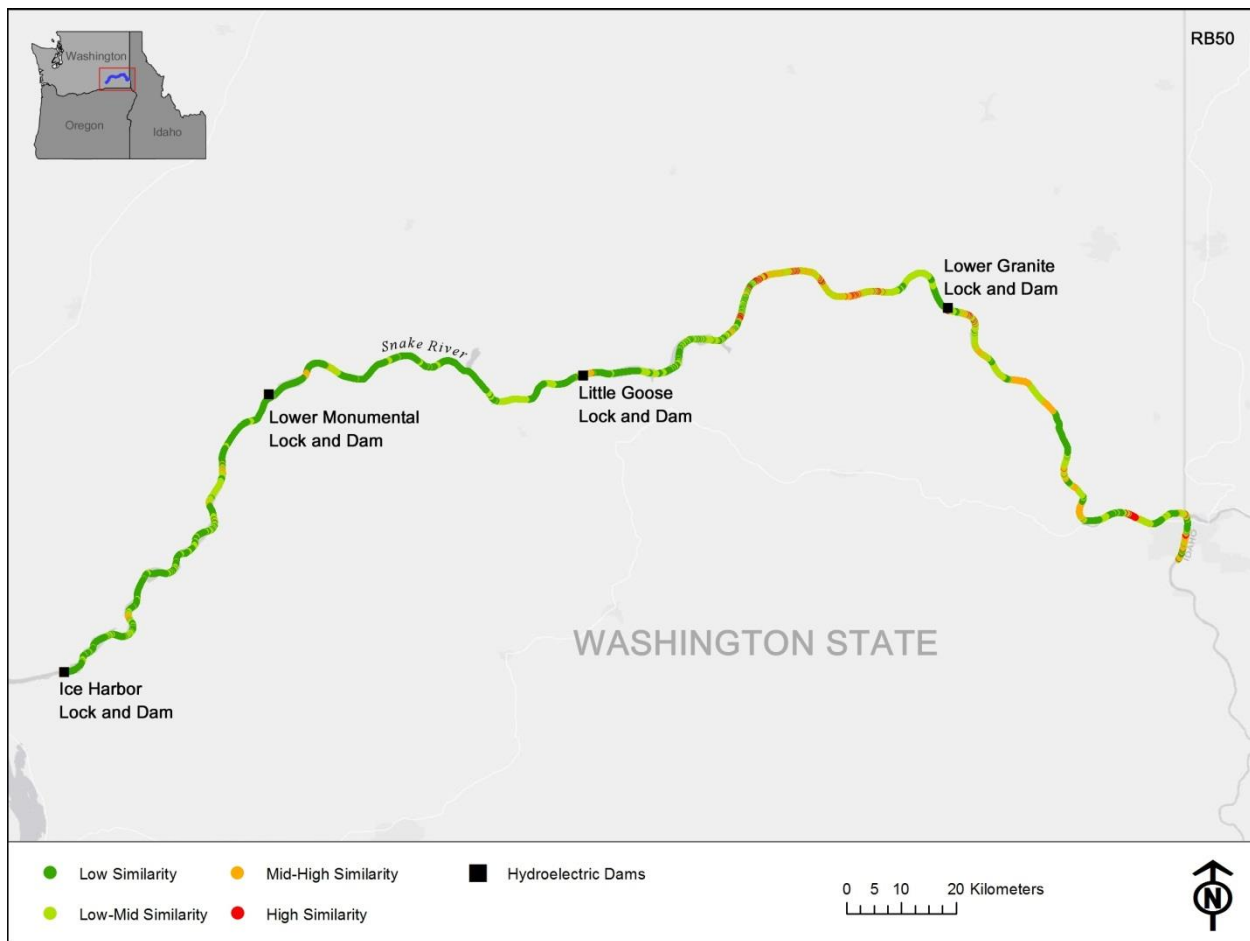 RB50
Washington
Oregon
Idaho
Lower Granite
Lock and Dam
Snake River
Little Goose
Lock and Dam
Lower Monumental
Lock and Dam
IDAHO
WASHINGTON STATE
Ice Harbor
Lock and Dam
Low Similarity
Mid-High Similarity
Hydroelectric Dams
Low-Mid Similarity
High Similarity
0 5 10 20 Kilometers
N